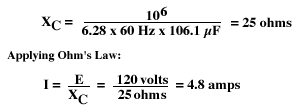 X_C = 10^6 / (6.28 x 60 Hz x 106.1 µF) = 25 ohms
Applying Ohm's Law:
I = E / X_C = 120 volts / 25 ohms = 4.8 amps